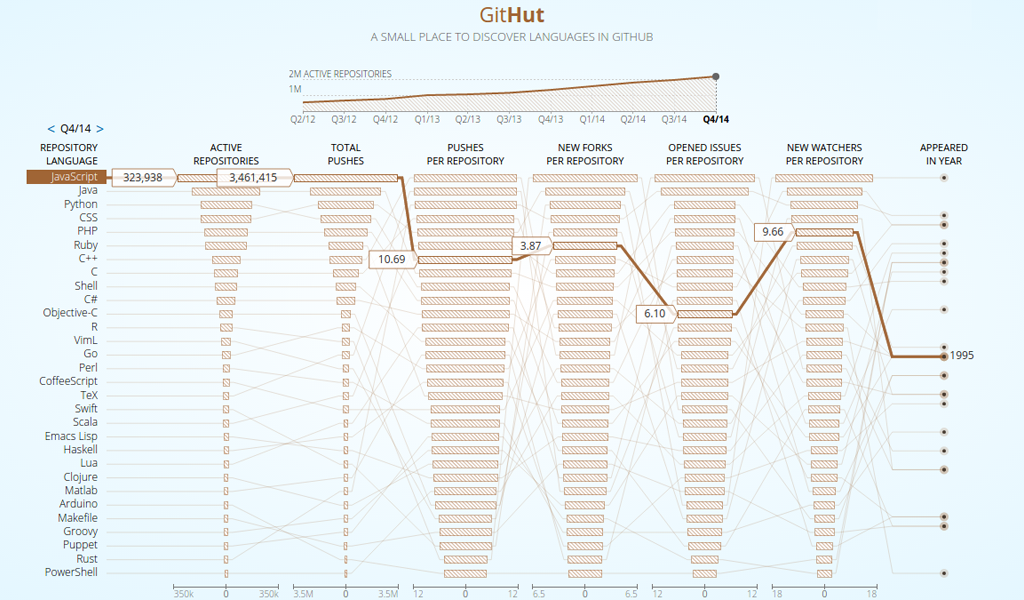 GitHut
A SMALL PLACE TO DISCOVER LANGUAGES IN GITHUB
2M ACTIVE REPOSITORIES
1M
Q2/12 Q3/12 Q4/12 Q1/13 Q2/13 Q3/13 Q4/13 Q1/14 Q2/14 Q3/14 Q4/14
< Q4/14 >
REPOSITORY LANGUAGE
ACTIVE REPOSITORIES
TOTAL PUSHES
PUSHES PER REPOSITORY
NEW FORKS PER REPOSITORY
OPENED ISSUES PER REPOSITORY
NEW WATCHERS PER REPOSITORY
APPEARED IN YEAR
JavaScript 323,938 3,461,415
Java
Python
CSS
PHP 9.66
Ruby 3.87
C++ 10.69
C
Shell
C#
Objective-C 6.10
R
VimL
Go 1995
Perl
CoffeeScript
TeX
Swift
Scala
Emacs Lisp
Haskell
Lua
Clojure
Matlab
Arduino
Makefile
Groovy
Puppet
Rust
PowerShell
350k 0 350k 3.5M 0 3.5M 12 0 12 6.5 0 6.5 12 0 12 18 0 18